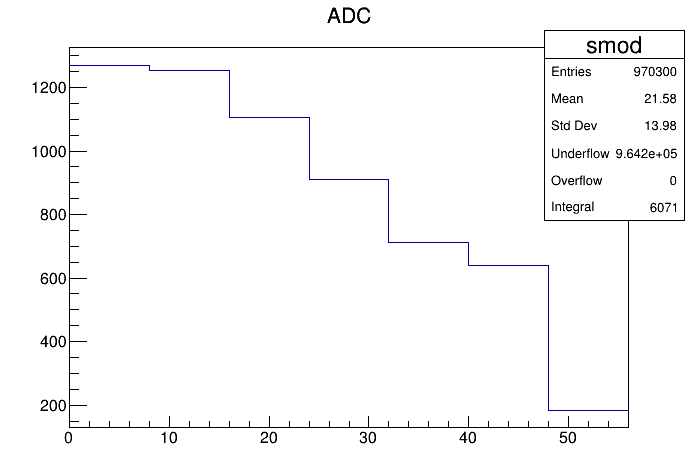 ADC
smod
Entries 970300
Mean 21.58
Std Dev 13.98
Underflow 9.642e+05
Overflow 0
Integral 6071
1200
1000
800
600
400
200
0 10 20 30 40 50